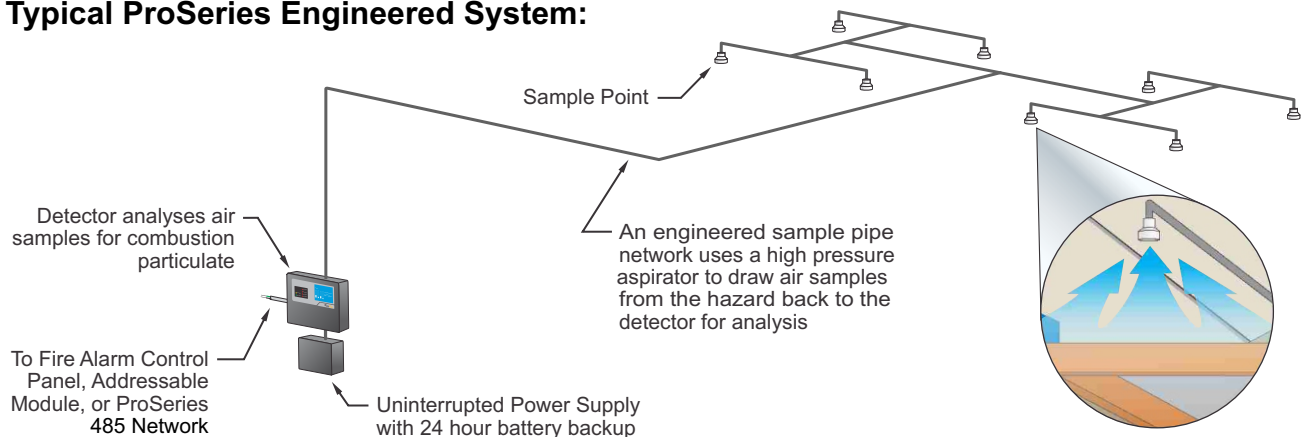 Typical ProSeries Engineered System:
Sample Point
Detector analyses air
samples for combustion
particulate
An engineered sample pipe
network uses a high pressure
aspirator to draw air samples
from the hazard back to the
detector for analysis
To Fire Alarm Control
Panel, Addressable
Module, or ProSeries
485 Network
Uninterrupted Power Supply
with 24 hour battery backup